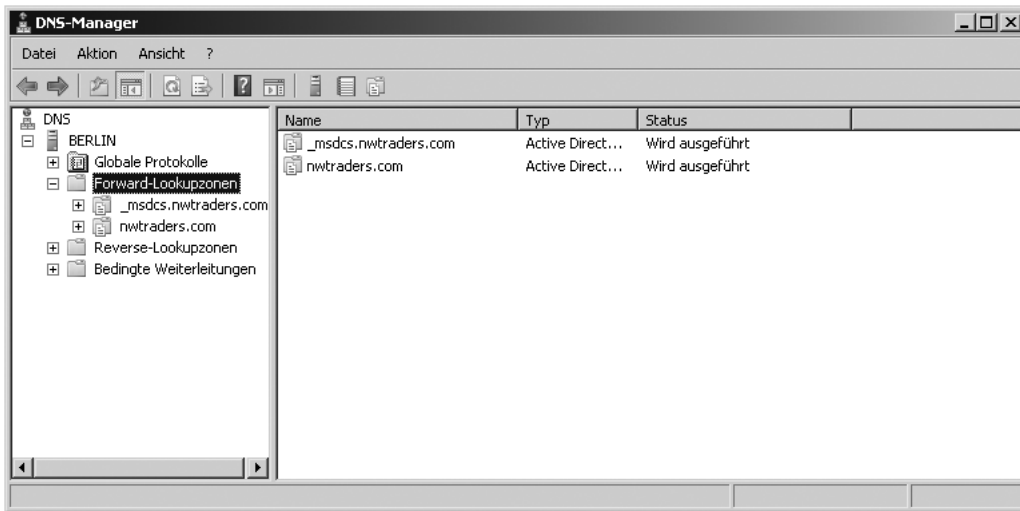 DNS-Manager
Datei Aktion Ansicht ?
DNS
BERLIN
Globale Protokolle
Forward-Lookupzonen
_msdcs.nwtraders.com
nwtraders.com
Reverse-Lookupzonen
Bedingte Weiterleitungen
Name Typ Status
_msdcs.nwtraders.com Active Direct... Wird ausgeführt
nwtraders.com Active Direct... Wird ausgeführt